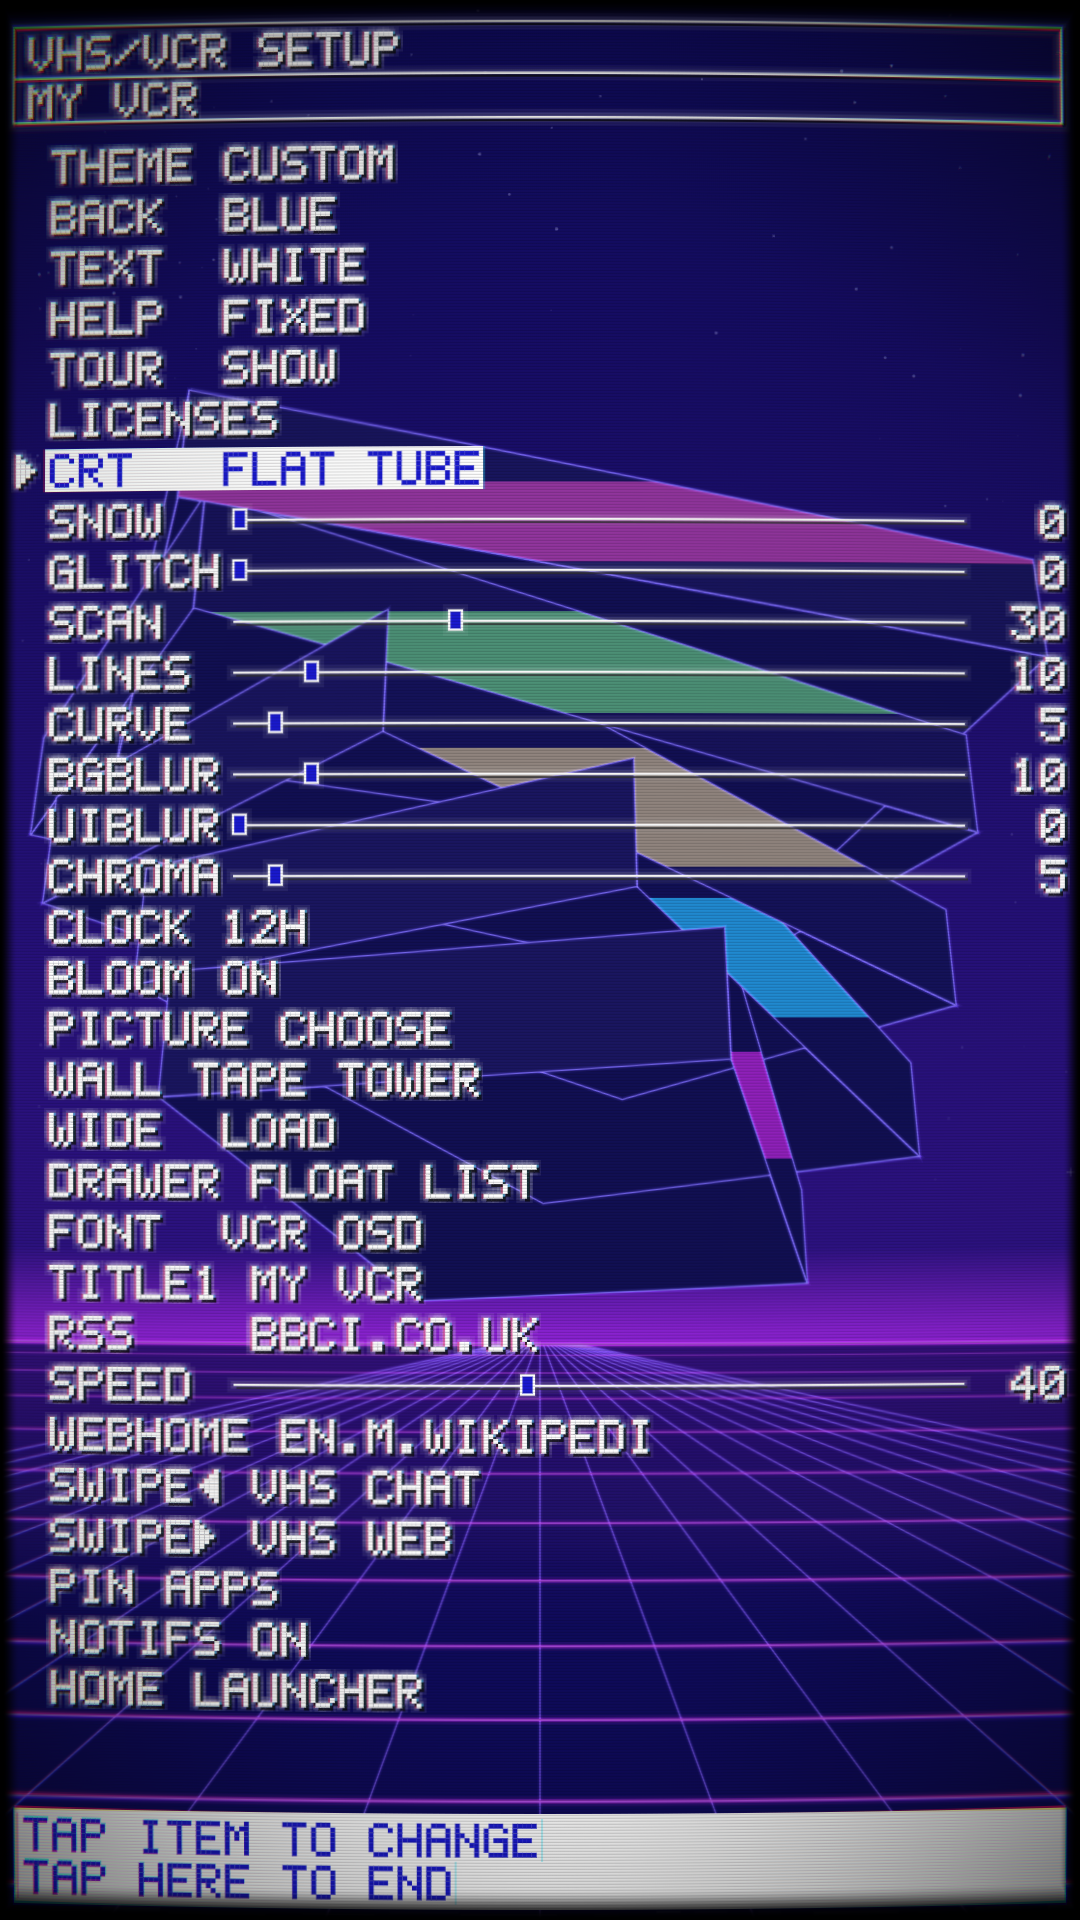 VHS/VCR SETUP
MY VCR
THEME CUSTOM
BACK BLUE
TEXT WHITE
HELP FIXED
TOUR SHOW
LICENSES
CRT FLAT TUBE
SNOW 0
GLITCH 0
SCAN 30
LINES 10
CURVE 5
BGBLUR 10
UIBLUR 0
CHROMA 5
CLOCK 12H
BLOOM ON
PICTURE CHOOSE
WALL TAPE TOWER
WIDE LOAD
DRAWER FLOAT LIST
FONT VCR OSD
TITLE1 MY VCR
RSS BBCI.CO.UK
SPEED 40
WEBHOME EN.M.WIKIPEDI
SWIPE◀ VHS CHAT
SWIPE▶ VHS WEB
PIN APPS
NOTIFS ON
HOME LAUNCHER
TAP ITEM TO CHANGE
TAP HERE TO END